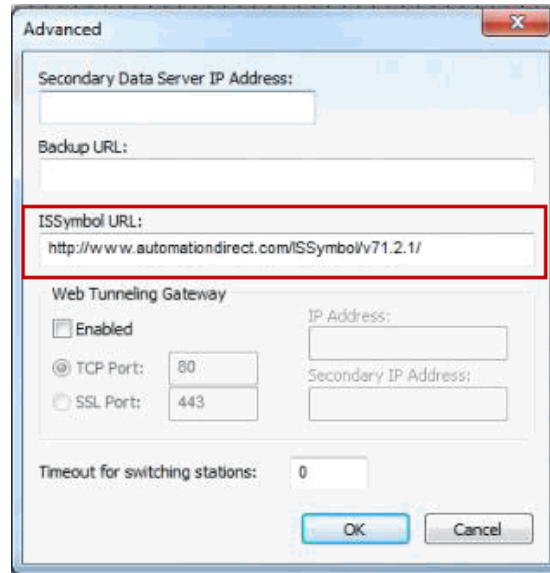 Advanced
Secondary Data Server IP Address:
Backup URL:
ISSymbol URL:
http://www.automationdirect.com/ISSymbol/v71.2.1/
Web Tunneling Gateway
Enabled
IP Address:
TCP Port: 80
Secondary IP Address:
SSL Port: 443
Timeout for switching stations: 0
OK Cancel